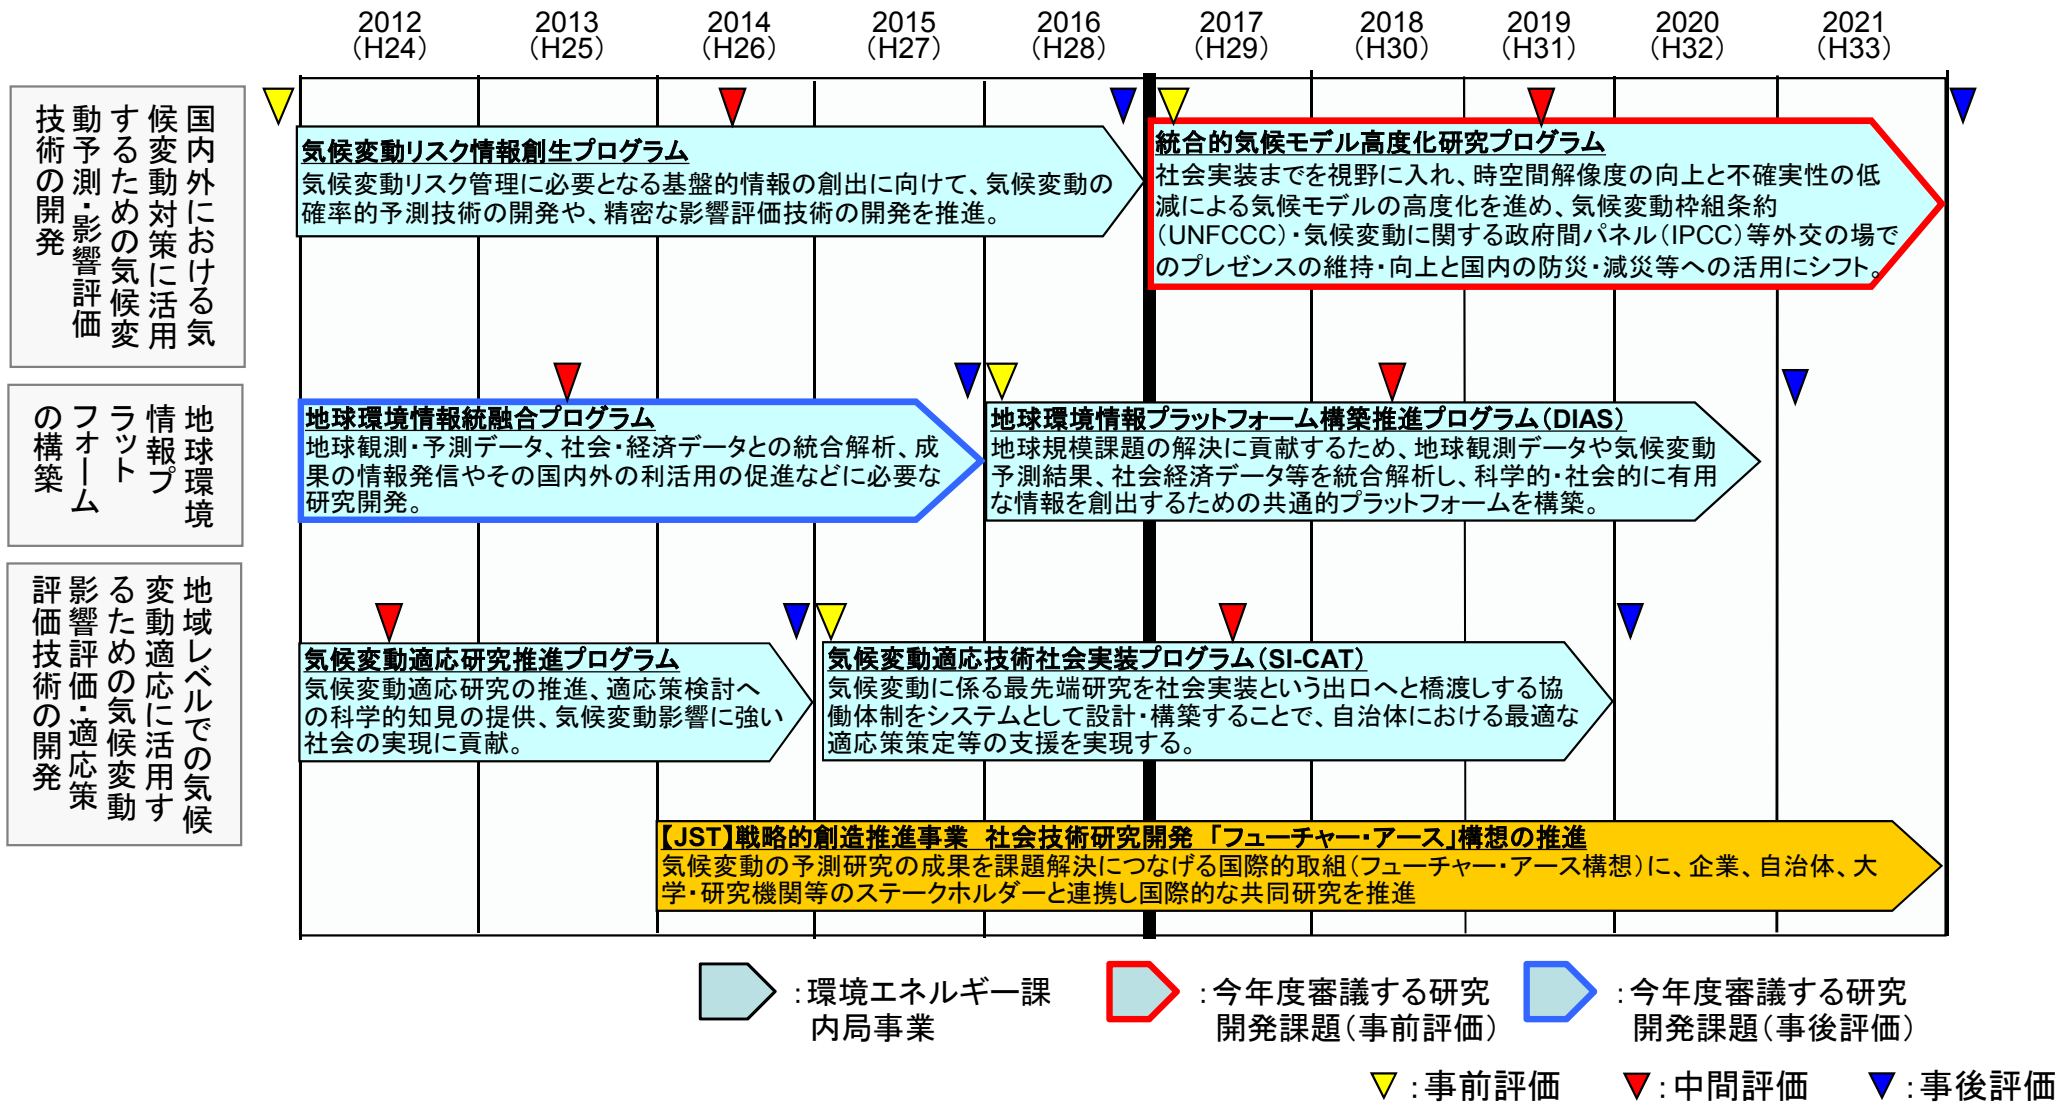 2012
（H24）
2013
（H25）
2014
（H26）
2015
（H27）
2016
（H28）
2017
（H29）
2018
（H30）
2019
（H31）
2020
（H32）
2021
（H33）
国内外における気
候変動対策に活用
するための気候変
動予測・影響評価
技術の開発
気候変動リスク情報創生プログラム
気候変動リスク管理に必要となる基盤的情報の創出に向けて、気候変動の
確率的予測技術の開発や、精密な影響評価技術の開発を推進。
統合的気候モデル高度化研究プログラム
社会実装までを視野に入れ、時空間解像度の向上と不確実性の低
減による気候モデルの高度化を進め、気候変動枠組条約
（UNFCCC）・気候変動に関する政府間パネル（IPCC）等外交の場で
のプレゼンスの維持・向上と国内の防災・減災等への活用にシフト。
地球環境
情報プ
ラット
フォーム
の構築
地球環境情報統融合プログラム
地球観測・予測データ、社会・経済データとの統合解析、成
果の情報発信やその国内外の利活用の促進などに必要な
研究開発。
地球環境情報プラットフォーム構築推進プログラム（DIAS）
地球規模課題の解決に貢献するため、地球観測データや気候変動
予測結果、社会経済データ等を統合解析し、科学的・社会的に有用
な情報を創出するための共通的プラットフォームを構築。
地域レベルでの気候
変動適応に活用す
るための気候変動
影響評価・適応策
評価技術の開発
気候変動適応研究推進プログラム
気候変動適応研究の推進、適応策検討へ
の科学的知見の提供、気候変動影響に強い
社会の実現に貢献。
気候変動適応技術社会実装プログラム（SI-CAT）
気候変動に係る最先端研究を社会実装という出口へと橋渡しする協
働体制をシステムとして設計・構築することで、自治体における最適な
適応策策定等の支援を実現する。
【JST】戦略的創造推進事業 社会技術研究開発 「フューチャー・アース」構想の推進
気候変動の予測研究の成果を課題解決につなげる国際的取組（フューチャー・アース構想）に、企業、自治体、大
学・研究機関等のステークホルダーと連携し国際的な共同研究を推進
：環境エネルギー課
内局事業
：今年度審議する研究
開発課題（事前評価）
：今年度審議する研究
開発課題（事後評価）
：事前評価
：中間評価
：事後評価